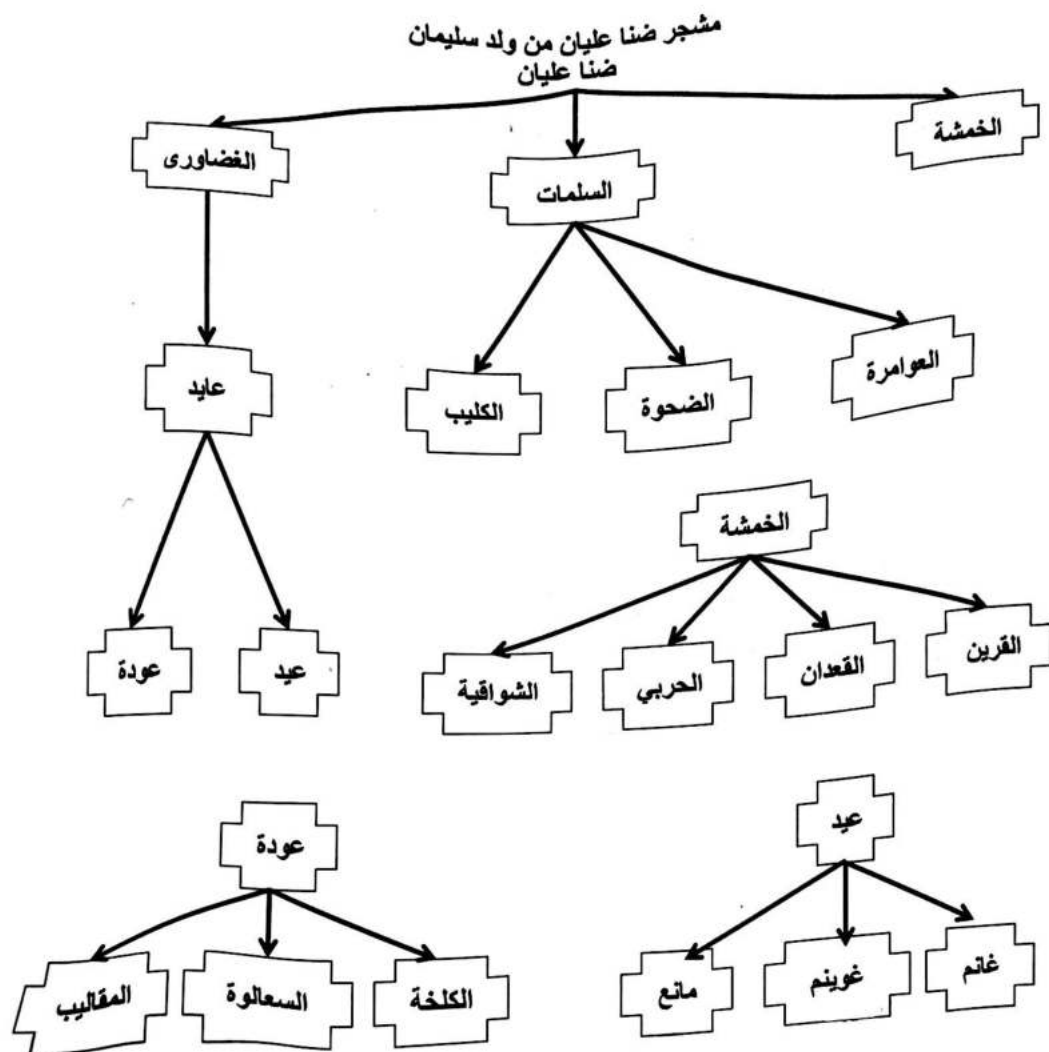 مشجر ضنا عليان من ولد سليمان
ضنا عليان
الخمشة
السلمات
الغضاورى
العوامرة
الضحوة
الكليب
عايد
الخمشة
القرين
القعدان
الحربي
الشواقية
عيد
عودة
عيد
غانم
غوينم
مانع
عودة
الكلخة
السعالوة
المقاليب